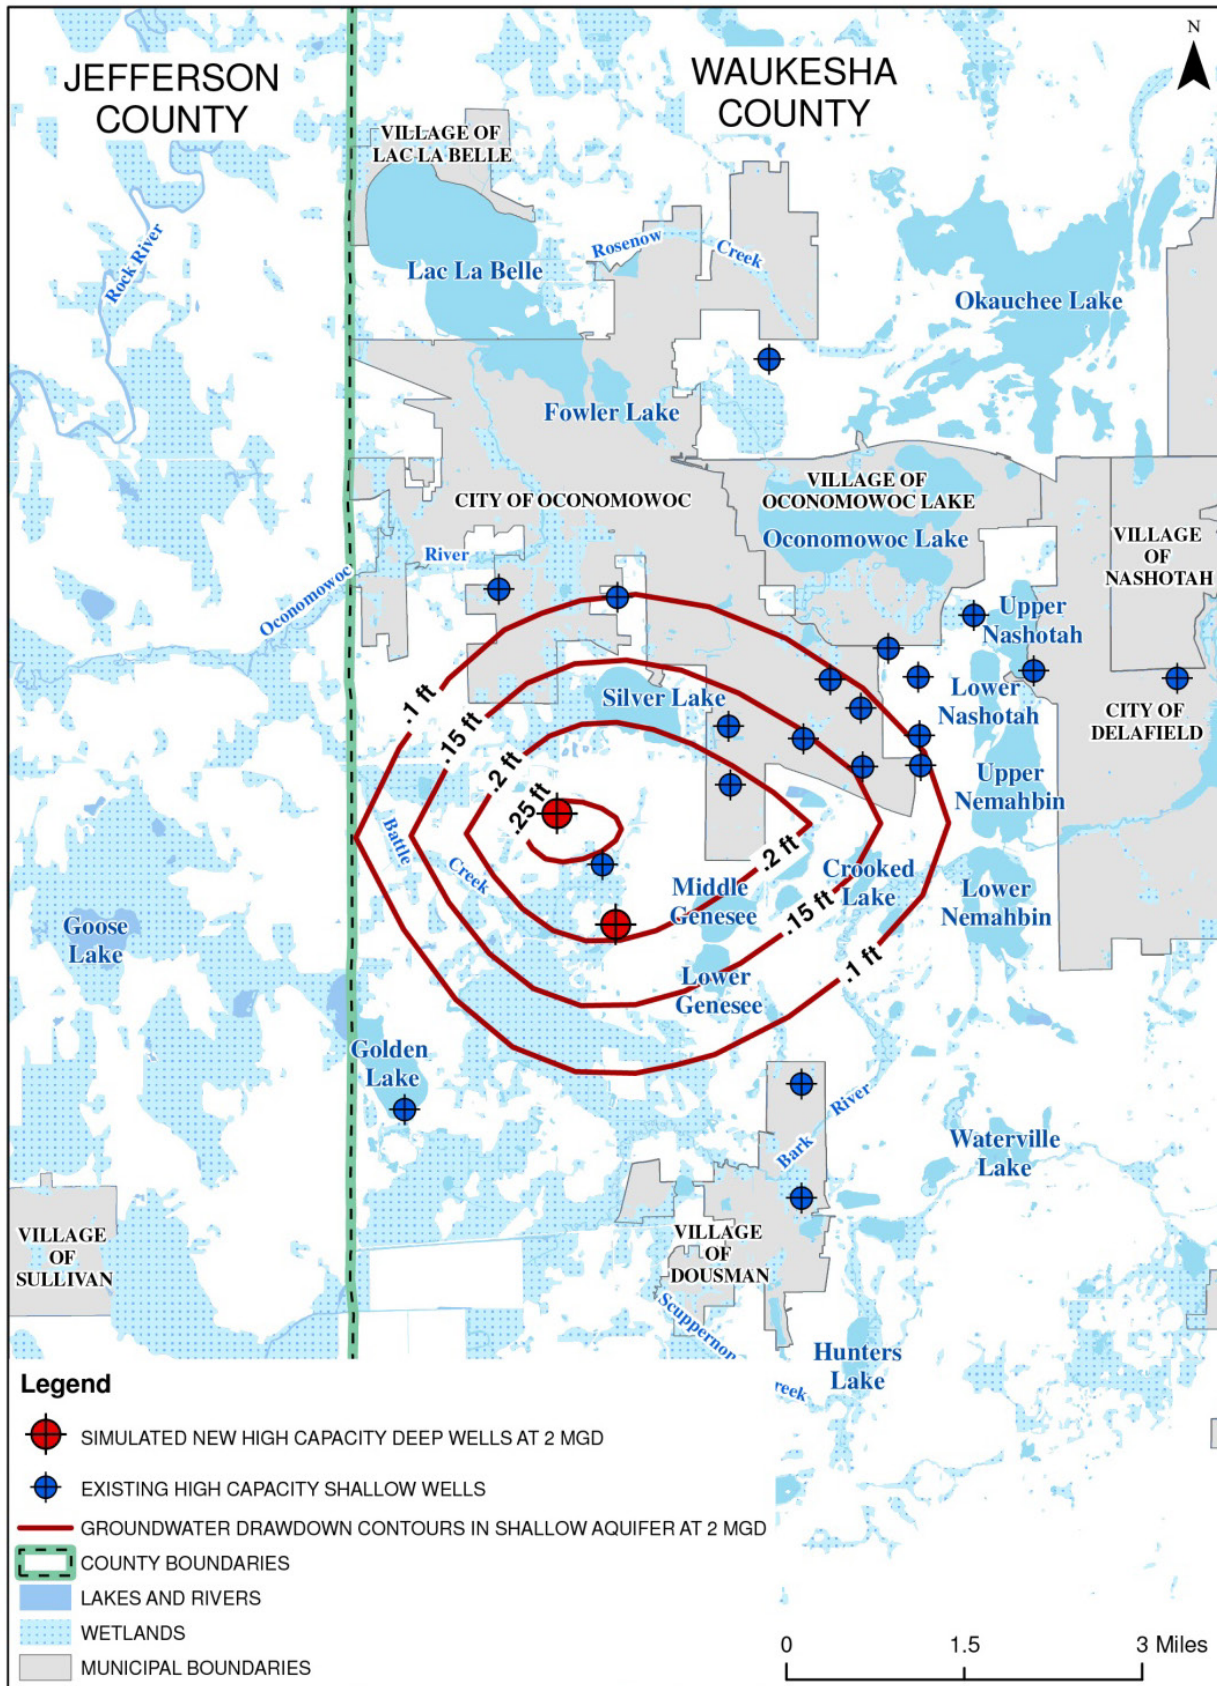 N
JEFFERSON
COUNTY
WAUKESHA
COUNTY
VILLAGE OF
LAC LA BELLE
Rock River
Lac La Belle
Rosenow
Creek
Okauchee Lake
Fowler Lake
CITY OF OCONOMOWOC
VILLAGE OF
OCONOMOWOC LAKE
Oconomowoc Lake
VILLAGE
OF
NASHOTAH
River
Oconomowoc
Upper
Nashotah
Silver Lake
Lower
Nashotah
CITY OF
DELAFIELD
.1 ft
.15 ft
.2 ft
.25 ft
Upper
Nemahbin
Battle
Creek
.2 ft
Middle
Genesee
Crooked
Lake
Lower
Nemahbin
.15 ft
Goose
Lake
.1 ft
Lower
Genesee
Golden
Lake
River
Bark
Waterville
Lake
VILLAGE
OF
SULLIVAN
VILLAGE
OF
DOUSMAN
Scuppernon
reek
Hunters
Lake
Legend
SIMULATED NEW HIGH CAPACITY DEEP WELLS AT 2 MGD
EXISTING HIGH CAPACITY SHALLOW WELLS
GROUNDWATER DRAWDOWN CONTOURS IN SHALLOW AQUIFER AT 2 MGD
COUNTY BOUNDARIES
LAKES AND RIVERS
WETLANDS
MUNICIPAL BOUNDARIES
0 1.5 3 Miles